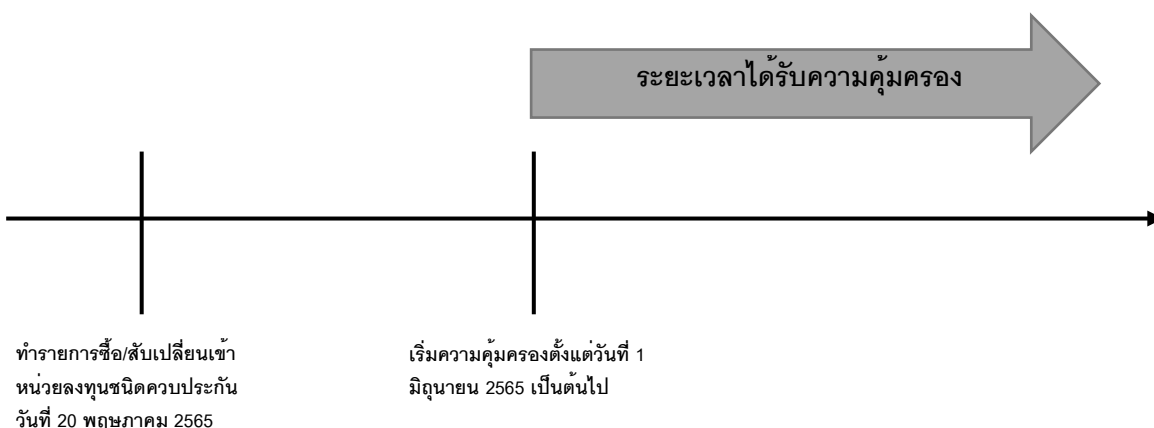 ระยะเวลาได้รับความคุ้มครอง
ทำรายการซื้อ/สับเปลี่ยนเข้า
หน่วยลงทุนชนิดควบประกัน
วันที่ 20 พฤษภาคม 2565
เริ่มความคุ้มครองตั้งแต่วันที่ 1
มิถุนายน 2565 เป็นต้นไป